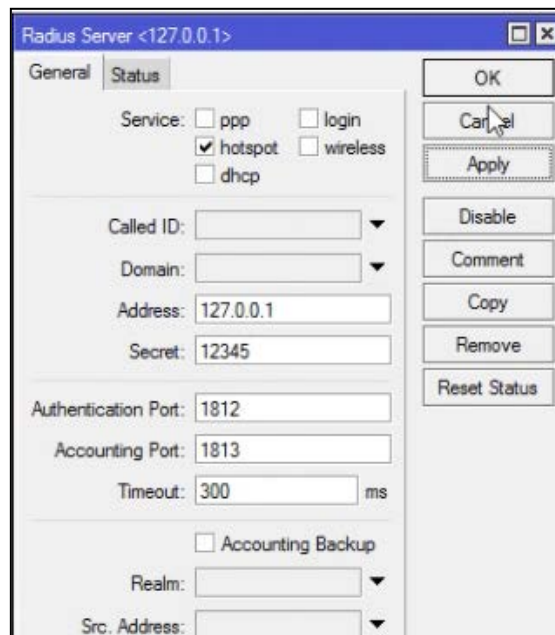 Radius Server <127.0.0.1>
General Status
OK
Service: ppp login
Cancel
hotspot wireless
Apply
dhcp
Called ID:
Disable
Domain:
Comment
Address: 127.0.0.1
Copy
Secret: 12345
Remove
Reset Status
Authentication Port: 1812
Accounting Port: 1813
Timeout: 300 ms
Accounting Backup
Realm:
Src. Address: